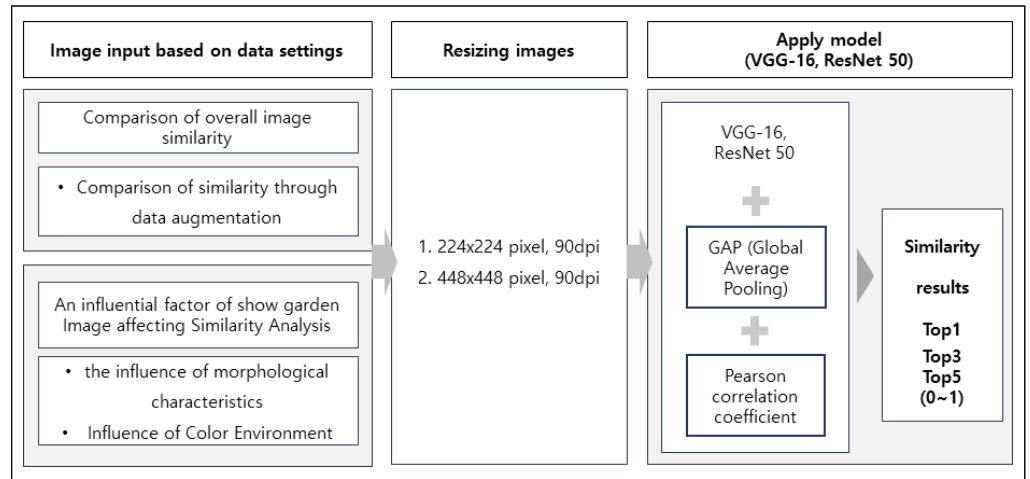 Image input based on data settings
Resizing images
Apply model
(VGG-16, ResNet 50)
Comparison of overall image
similarity
• Comparison of similarity through
data augmentation
An influential factor of show garden
Image affecting Similarity Analysis
• the influence of morphological
characteristics
• Influence of Color Environment
1. 224x224 pixel, 90dpi
2. 448x448 pixel, 90dpi
VGG-16,
ResNet 50
GAP (Global
Average
Pooling)
Pearson
correlation
coefficient
Similarity
results
Top1
Top3
Top5
(0~1)